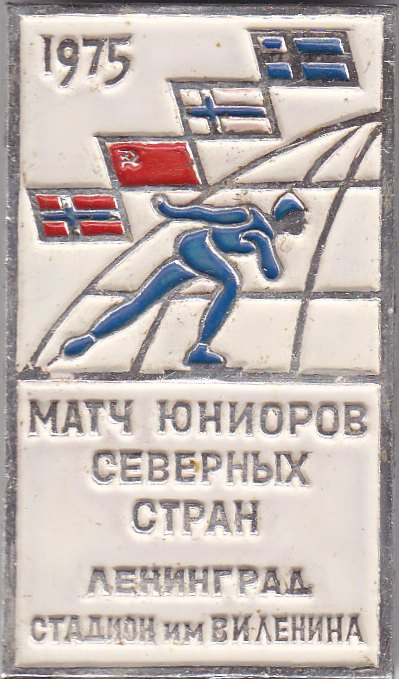 1975
МАТЧ ЮНИОРОВ
СЕВЕРНЫХ
СТРАН
ЛЕНИНГРАД
СТАДИОН им В.И.ЛЕНИНА